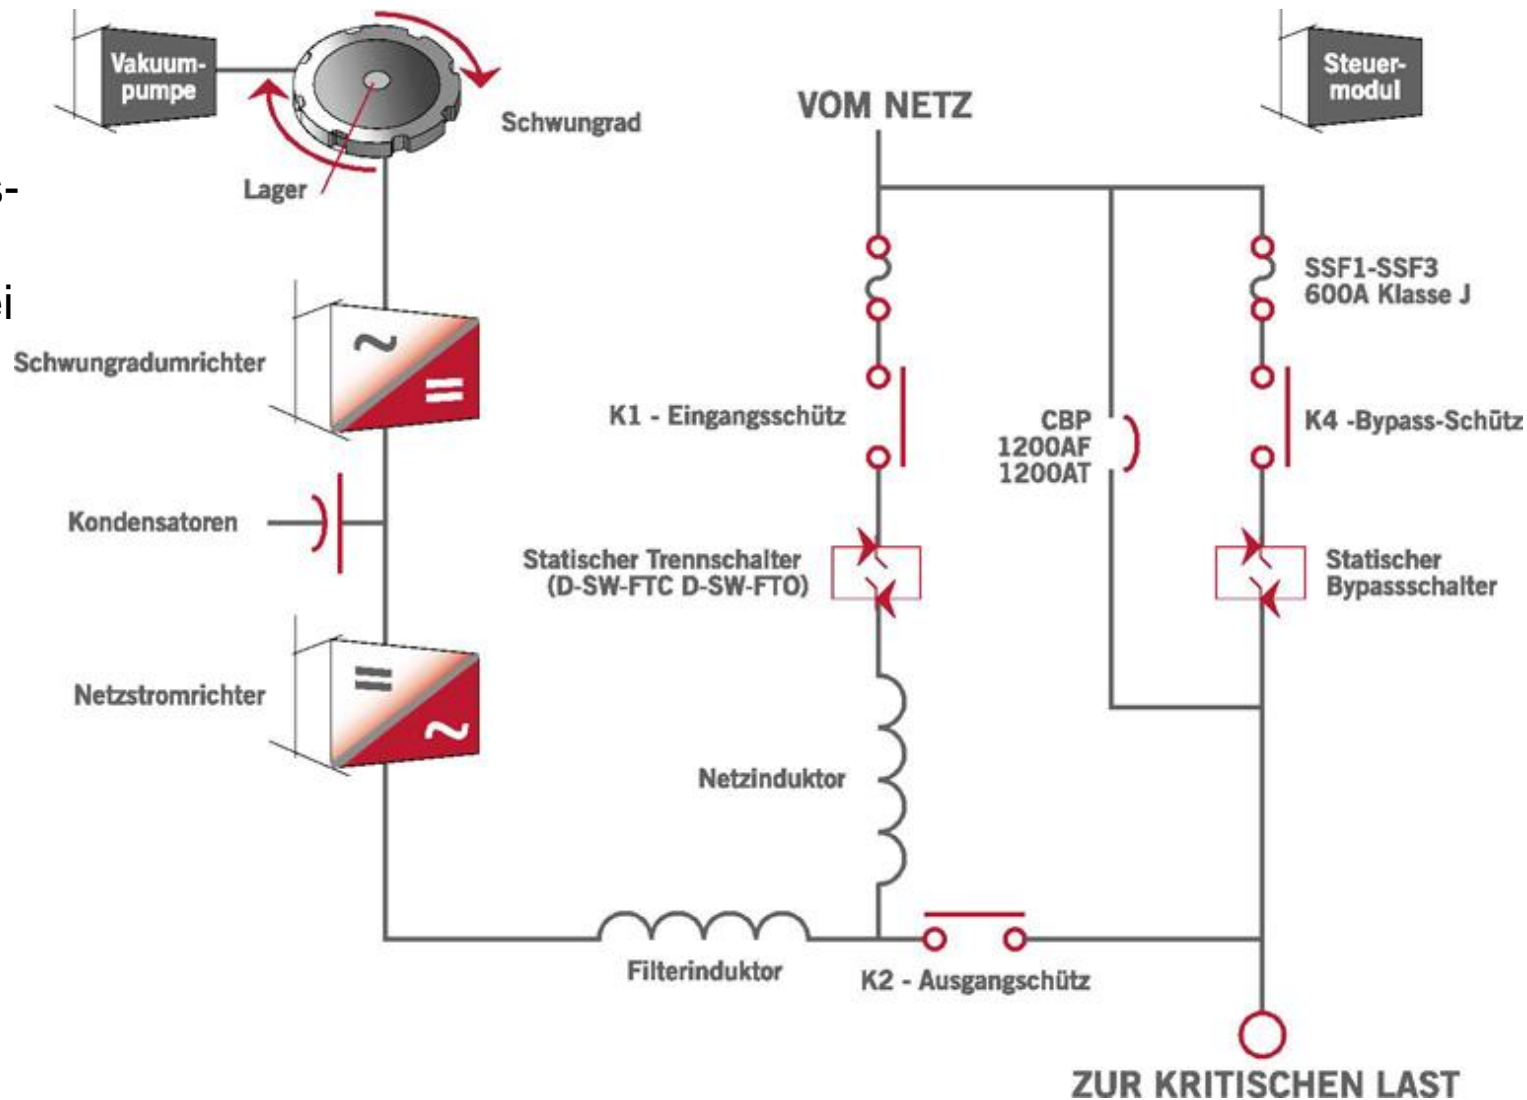 Vakuum-
pumpe
Schwungrad
Lager
VOM NETZ
Steuer-
modul
s-
ei
Schwungradumrichter
~
=
SSF1-SSF3
600A Klasse J
K1 - Eingangsschütz
CBP
1200AF
1200AT
K4 -Bypass-Schütz
Kondensatoren
Statischer Trennschalter
(D-SW-FTC D-SW-FTO)
Statischer
Bypassschalter
Netzstromrichter
=
~
Netzinduktor
Filterinduktor
K2 - Ausgangschütz
ZUR KRITISCHEN LAST